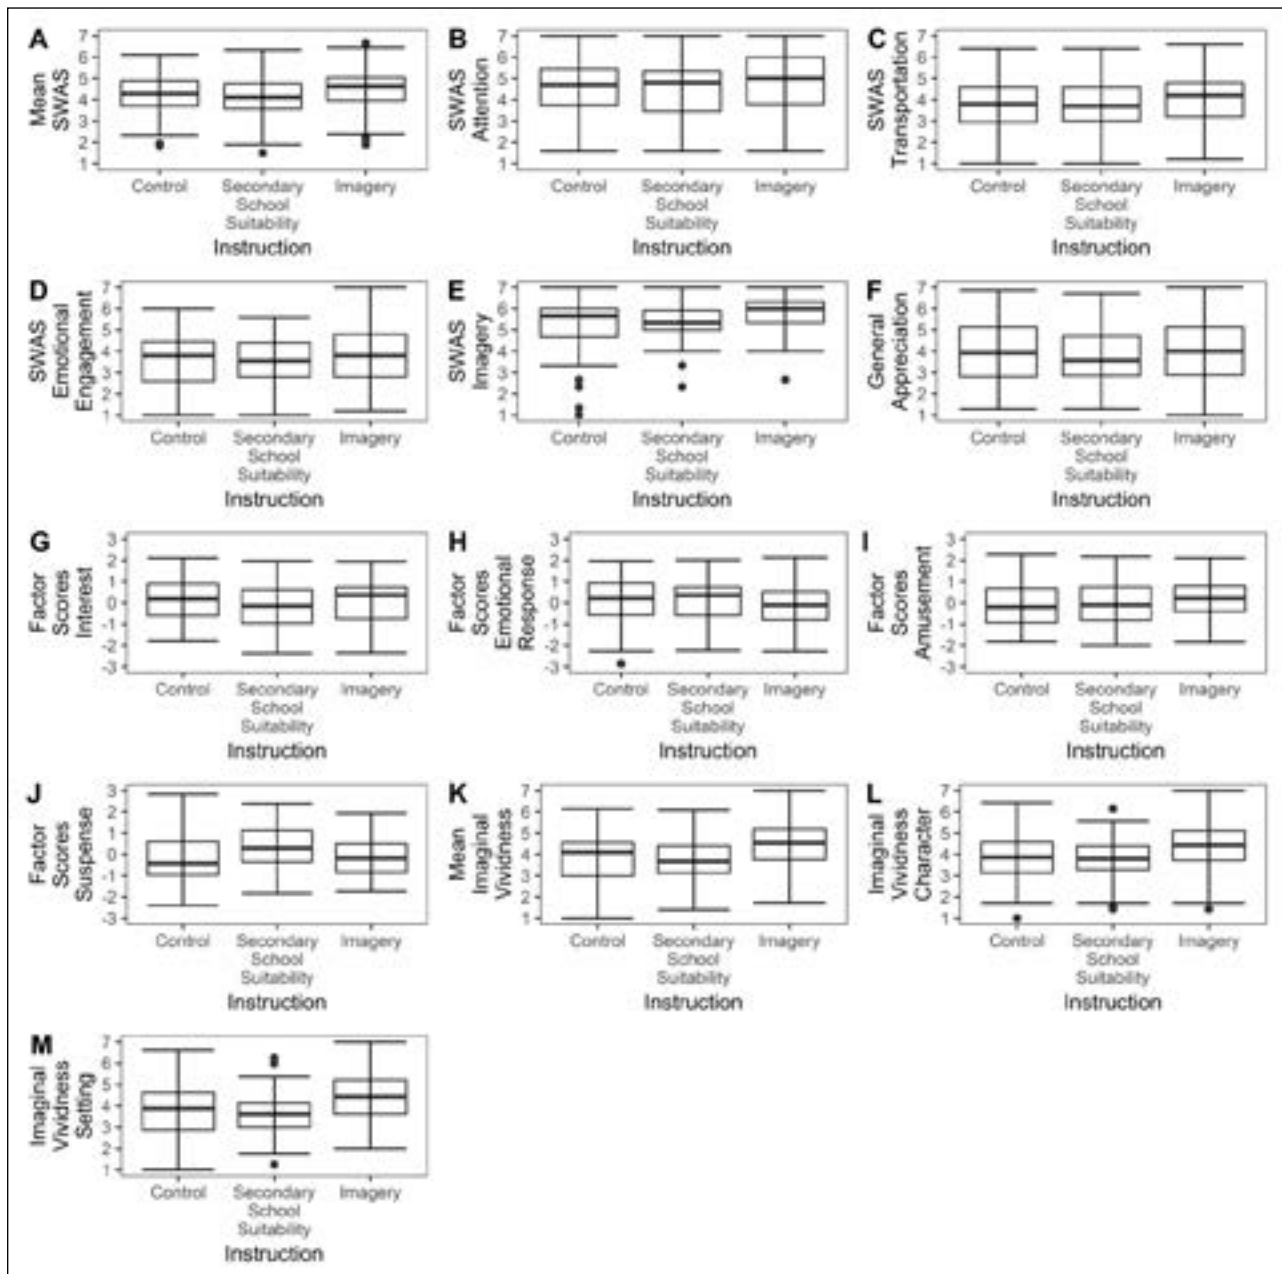 A
Mean
SWAS
7
6
5
4
3
2
1
Control
Secondary
School
Suitability
Imagery
Instruction
B
SWAS
Attention
7
6
5
4
3
2
1
Control
Secondary
School
Suitability
Imagery
Instruction
C
SWAS
Transportation
7
6
5
4
3
2
1
Control
Secondary
School
Suitability
Imagery
Instruction
D
SWAS
Emotional
Engagement
7
6
5
4
3
2
1
Control
Secondary
School
Suitability
Imagery
Instruction
E
SWAS
Imagery
7
6
5
4
3
2
1
Control
Secondary
School
Suitability
Imagery
Instruction
F
General
Appreciation
7
6
5
4
3
2
1
Control
Secondary
School
Suitability
Imagery
Instruction
G
Factor
Scores
Interest
3
2
1
0
-1
-2
-3
Control
Secondary
School
Suitability
Imagery
Instruction
H
Factor
Scores
Emotional
Response
3
2
1
0
-1
-2
-3
Control
Secondary
School
Suitability
Imagery
Instruction
I
Factor
Scores
Amusement
3
2
1
0
-1
-2
-3
Control
Secondary
School
Suitability
Imagery
Instruction
J
Factor
Scores
Suspense
3
2
1
0
-1
-2
-3
Control
Secondary
School
Suitability
Imagery
Instruction
K
Mean
Imaginal
Vividness
7
6
5
4
3
2
1
Control
Secondary
School
Suitability
Imagery
Instruction
L
Imaginal
Vividness
Character
7
6
5
4
3
2
1
Control
Secondary
School
Suitability
Imagery
Instruction
M
Imaginal
Vividness
Setting
7
6
5
4
3
2
1
Control
Secondary
School
Suitability
Imagery
Instruction